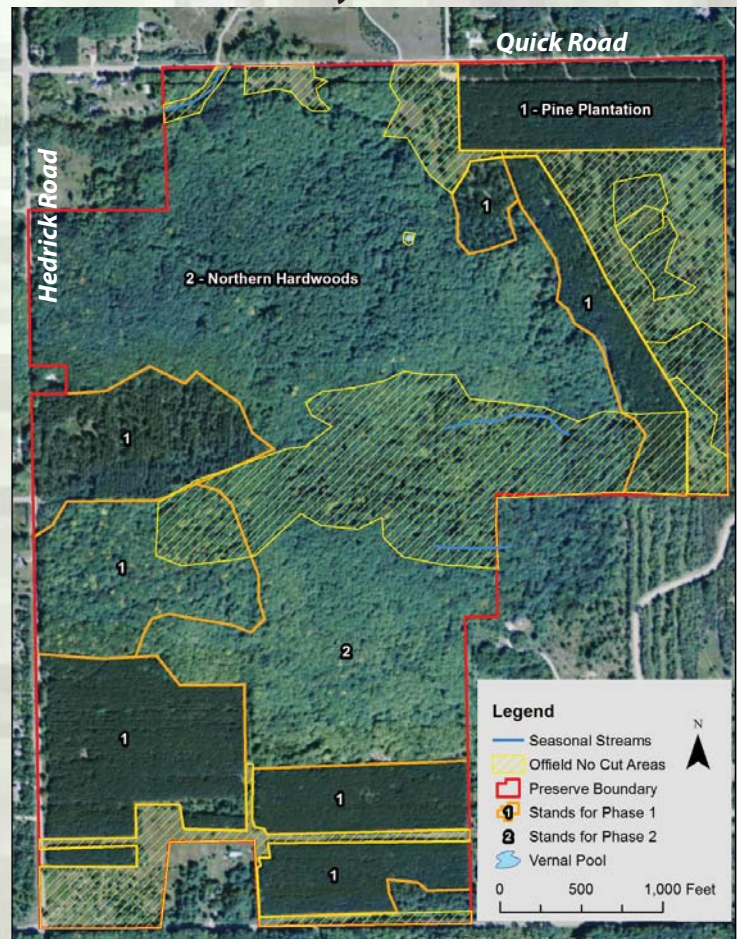 Quick Road
1 - Pine Plantation
Hedrick Road
1
2 - Northern Hardwoods
1
1
1
2
1
1
1
Legend
N
Seasonal Streams
Offield No Cut Areas
Preserve Boundary
1 Stands for Phase 1
2 Stands for Phase 2
Vernal Pool
0 500 1,000 Feet